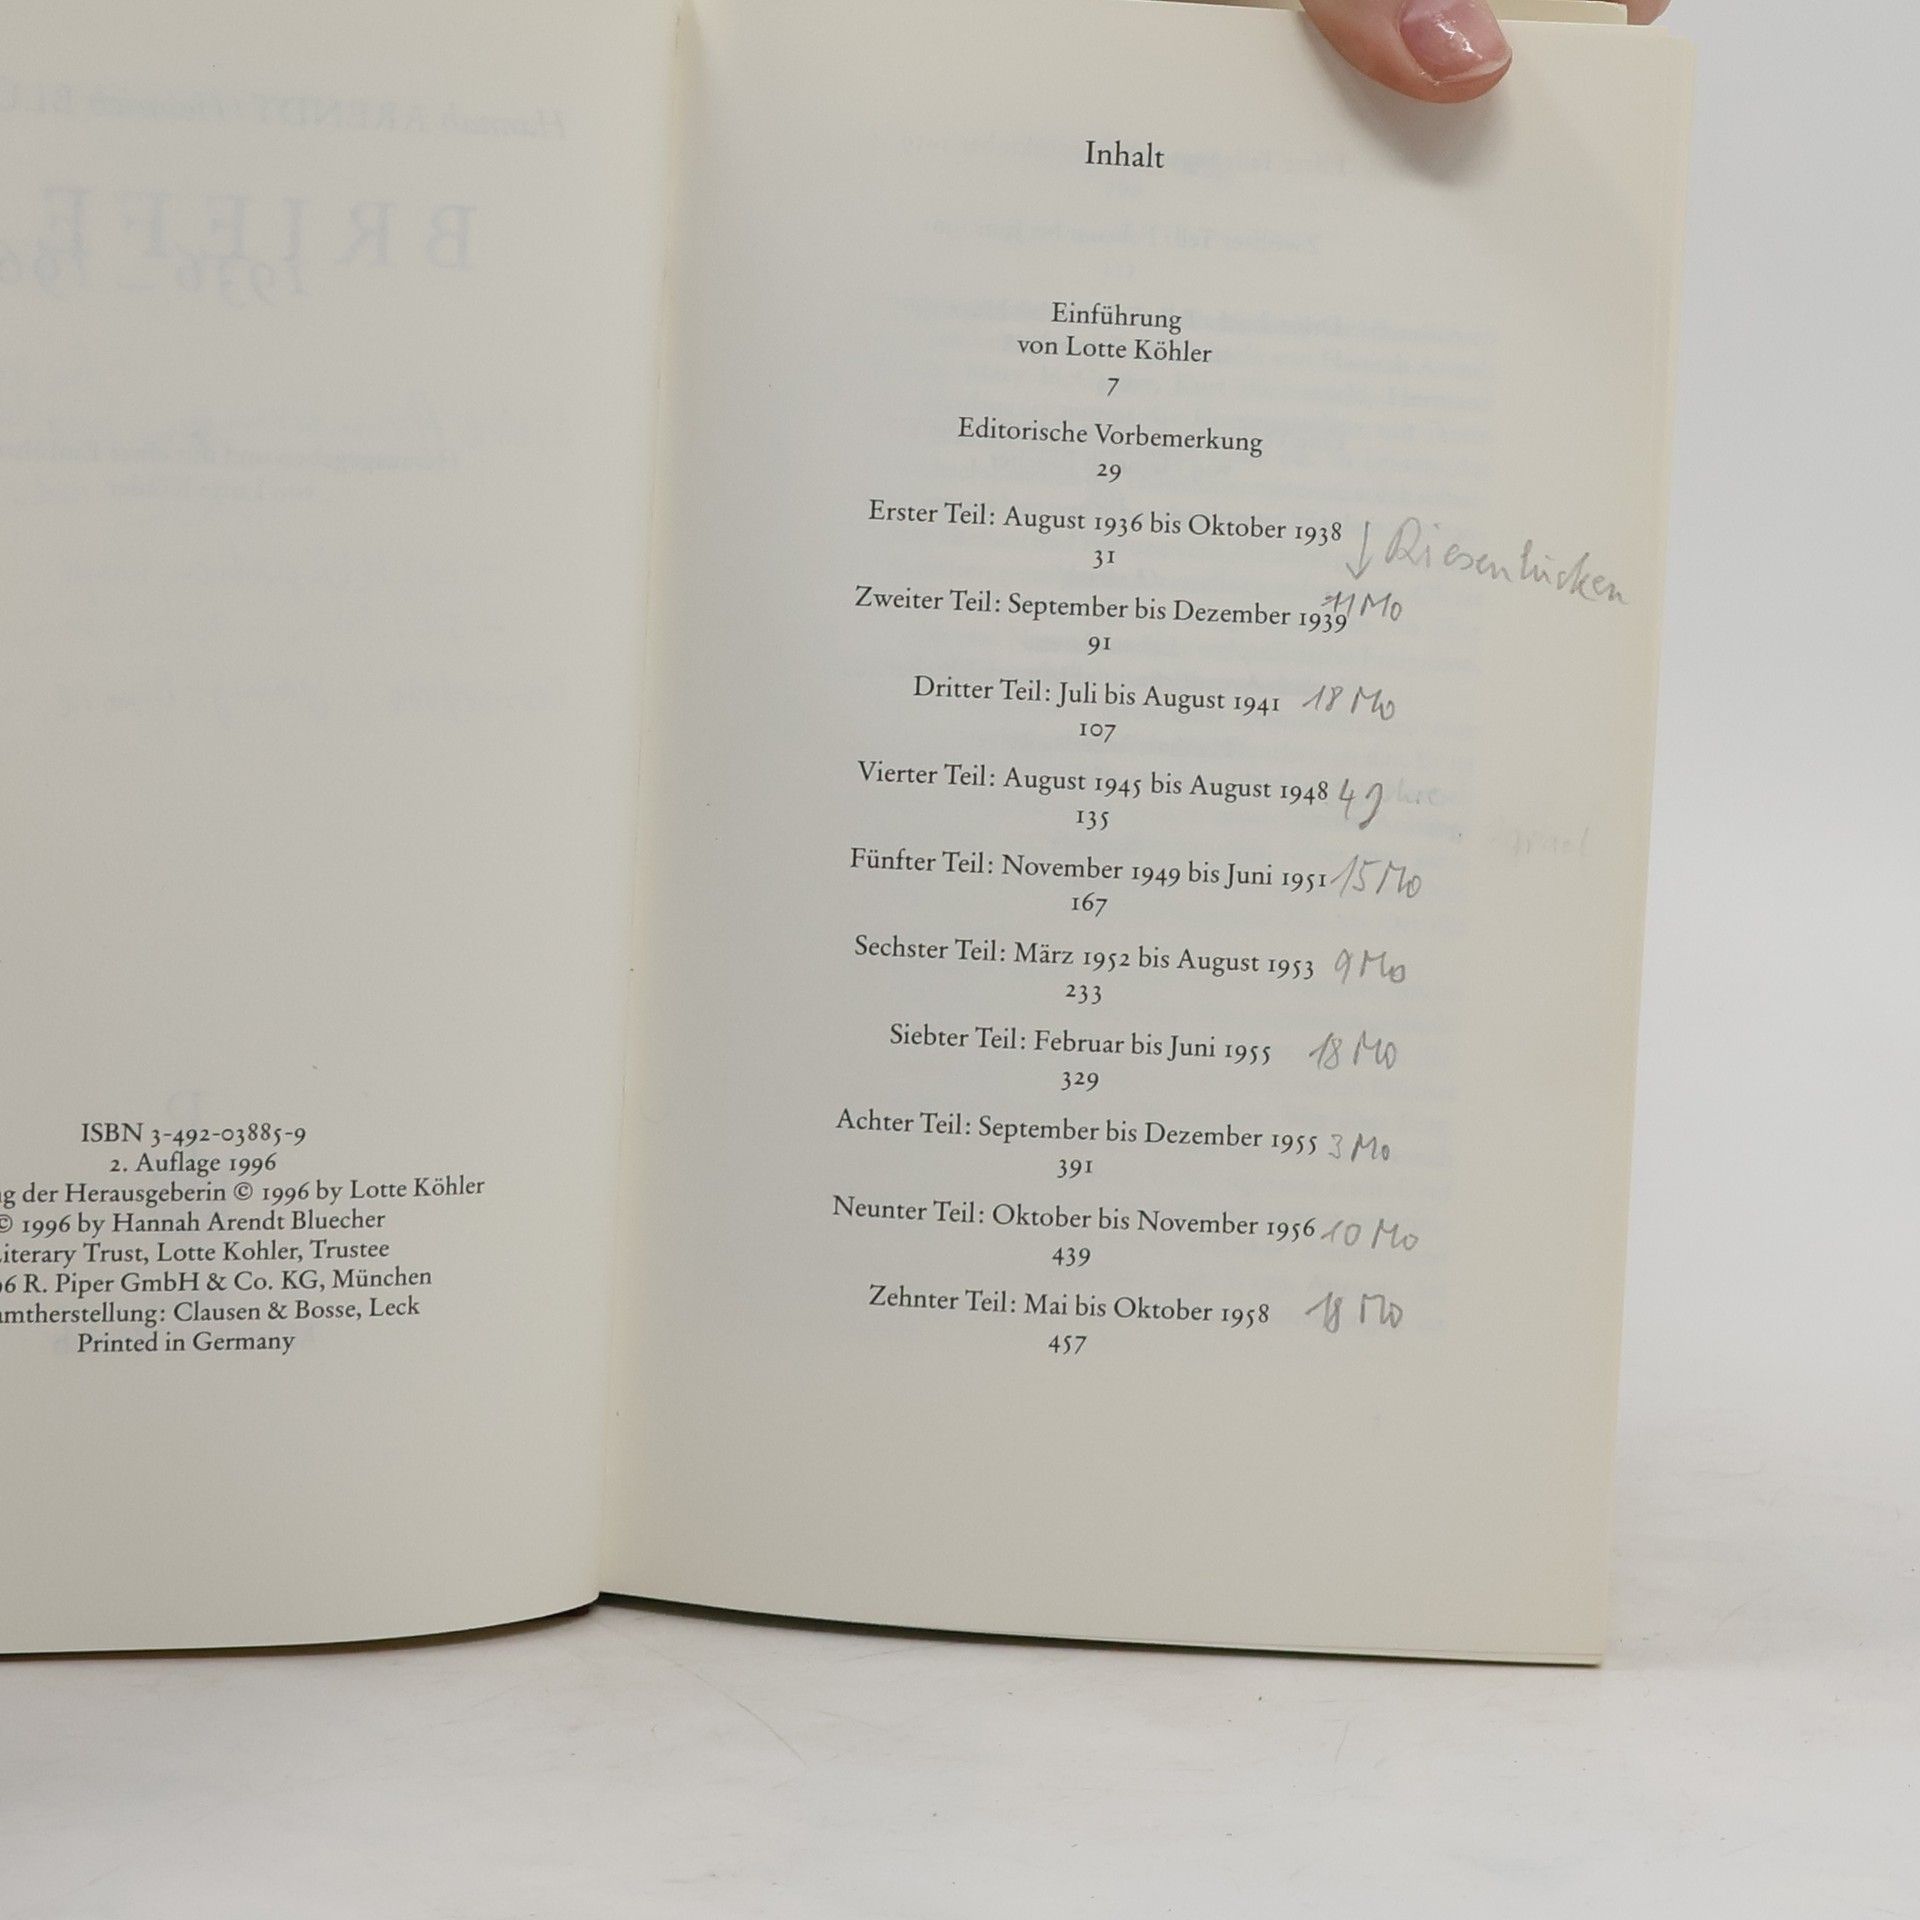 ISBN 3-492-03885-9
2. Auflage 1996
g der Herausgeberin © 1996 by Lotte Köhler
© 1996 by Hannah Arendt Bluecher
iterary Trust, Lotte Kohler, Trustee
96 R. Piper GmbH & Co. KG, München
mtherstellung: Clausen & Bosse, Leck
Printed in Germany
Inhalt
Einführung
von Lotte Köhler
7
Editorische Vorbemerkung
29
Erster Teil: August 1936 bis Oktober 1938 ↓ Riesenlücken
31
Zweiter Teil: September bis Dezember 1939 11 Mo
91
Dritter Teil: Juli bis August 1941 18 Mo
107
Vierter Teil: August 1945 bis August 1948 4 J
135
Fünfter Teil: November 1949 bis Juni 1951 15 Mo
167
Sechster Teil: März 1952 bis August 1953 9 Mo
233
Siebter Teil: Februar bis Juni 1955 18 Mo
329
Achter Teil: September bis Dezember 1955 3 Mo
391
Neunter Teil: Oktober bis November 1956 10 Mo
439
Zehnter Teil: Mai bis Oktober 1958 18 Mo
457